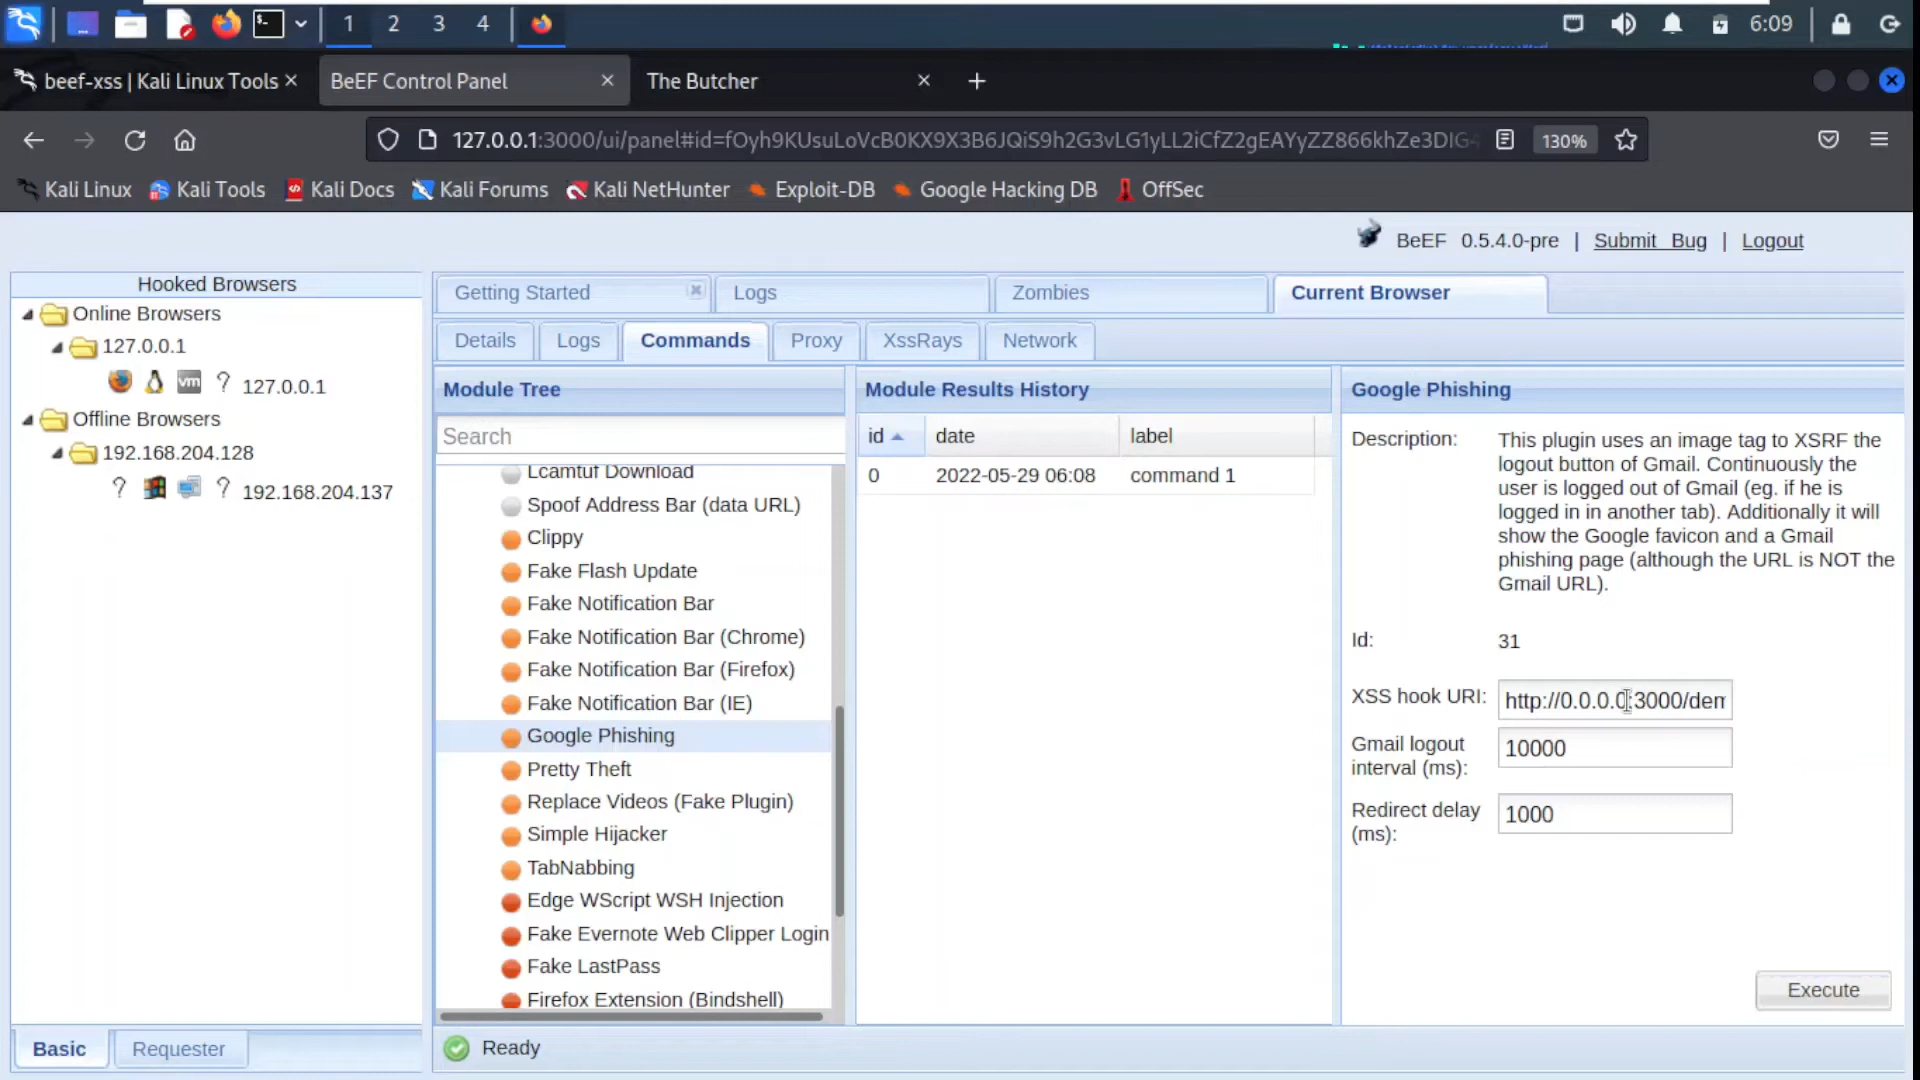 1 2 3 4 6:09
beef-xss | Kali Linux Tools BeEF Control Panel The Butcher
130%
Kali Linux Kali Tools Kali Docs Kali Forums Kali NetHunter Exploit-DB Google Hacking DB OffSec
BeEF 0.5.4.0-pre | Submit Bug | Logout
Hooked Browsers
Online Browsers
127.0.0.1
vm ? 127.0.0.1
Offline Browsers
192.168.204.128
? ? 192.168.204.137
Basic Requester
Getting Started Logs Zombies Current Browser
Details Logs Commands Proxy XssRays Network
Module Tree
Search
Lcamtuf Download
Spoof Address Bar (data URL)
Clippy
Fake Flash Update
Fake Notification Bar
Fake Notification Bar (Chrome)
Fake Notification Bar (Firefox)
Fake Notification Bar (IE)
Google Phishing
Pretty Theft
Replace Videos (Fake Plugin)
Simple Hijacker
TabNabbing
Edge WScript WSH Injection
Fake Evernote Web Clipper Login
Fake LastPass
Firefox Extension (Bindshell)
Module Results History
id date label
0 2022-05-29 06:08 command 1
Google Phishing
Description: This plugin uses an image tag to XSRF the
logout button of Gmail. Continuously the
user is logged out of Gmail (eg. if he is
logged in in another tab). Additionally it will
show the Google favicon and a Gmail
phishing page (although the URL is NOT the
Gmail URL).
Id: 31
XSS hook URI: http://0.0.0.0:3000/dem
Gmail logout
interval (ms): 10000
Redirect delay
(ms): 1000
Execute
Ready